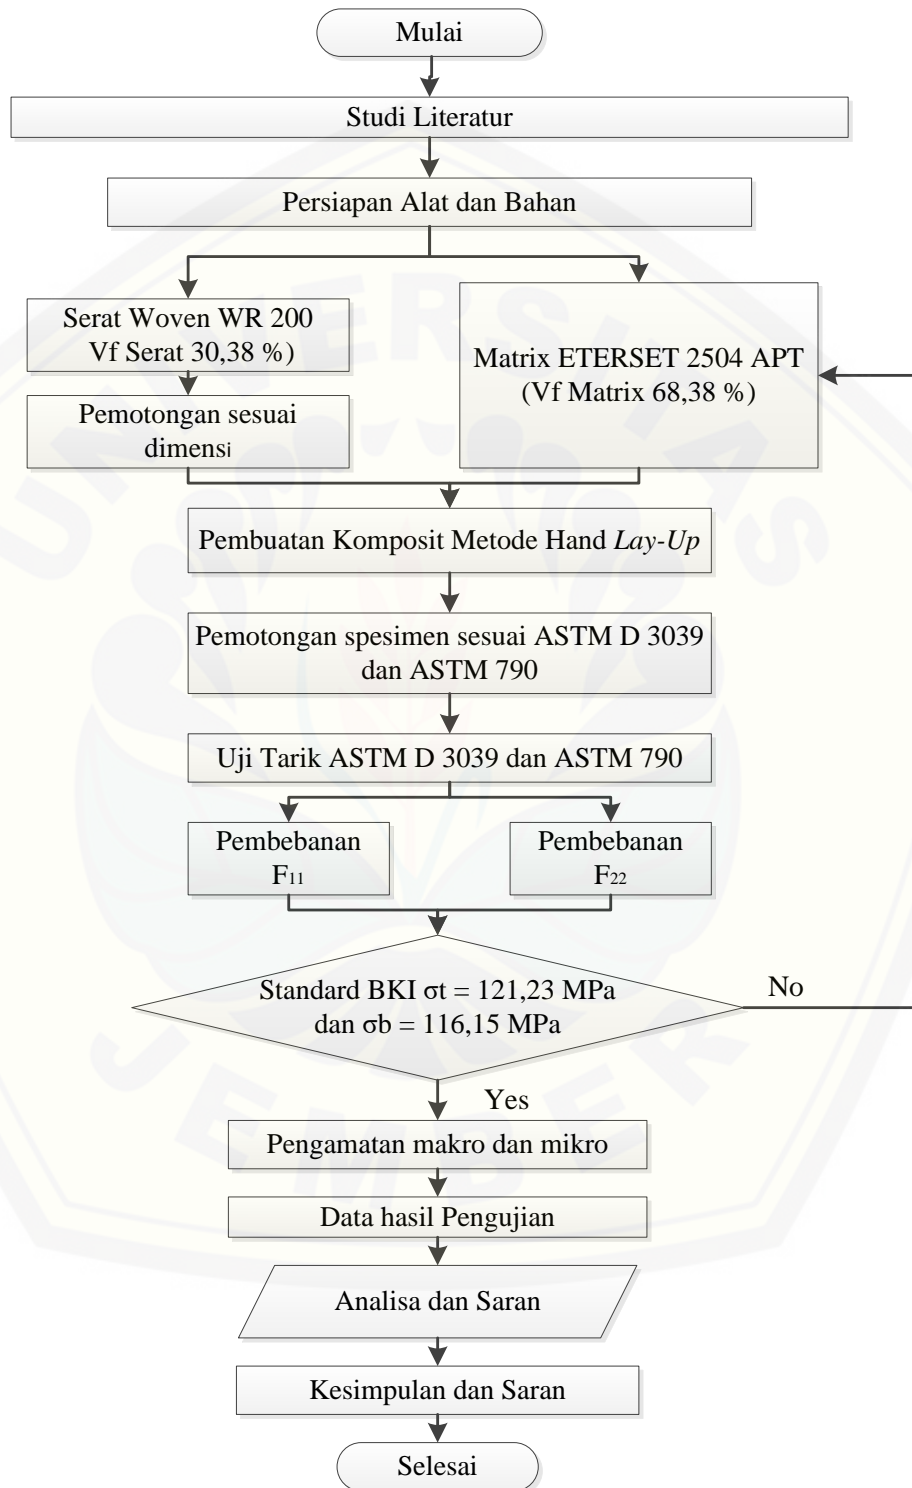 Mulai
Studi Literatur
Persiapan Alat dan Bahan
Serat Woven WR 200
Vf Serat 30,38 %)
Matrix ETERSET 2504 APT
(Vf Matrix 68,38 %)
Pemotongan sesuai
dimensi
Pembuatan Komposit Metode Hand Lay-Up
Pemotongan spesimen sesuai ASTM D 3039
dan ASTM 790
Uji Tarik ASTM D 3039 dan ASTM 790
Pembebanan
F₁₁
Pembebanan
F₂₂
Standard BKI σt = 121,23 MPa
dan σb = 116,15 MPa
No
Yes
Pengamatan makro dan mikro
Data hasil Pengujian
Analisa dan Saran
Kesimpulan dan Saran
Selesai
UNIVERSITAS
JEMBER